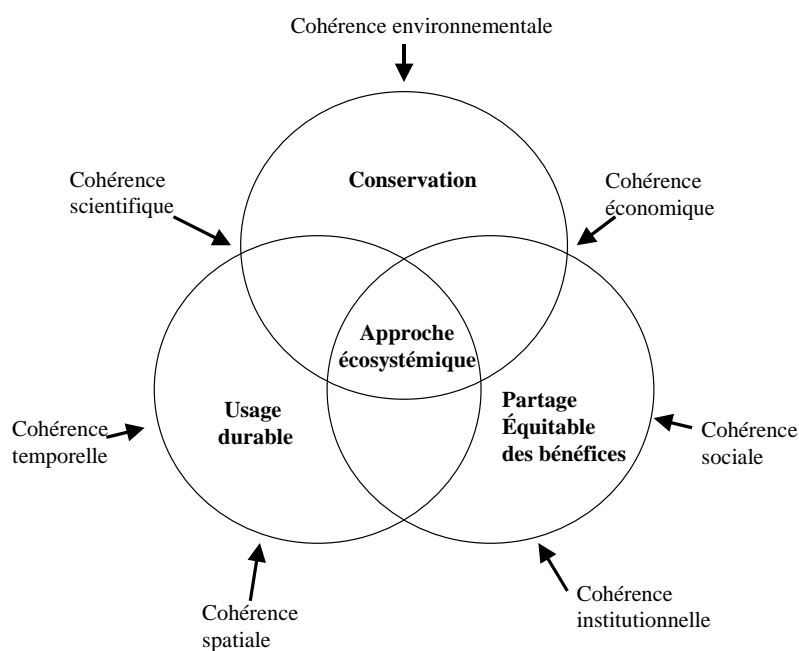 Cohérence environnementale
Conservation
Cohérence
scientifique
Cohérence
économique
Approche
écosystémique
Usage
durable
Partage
Équitable
des bénéfices
Cohérence
temporelle
Cohérence
sociale
Cohérence
spatiale
Cohérence
institutionnelle